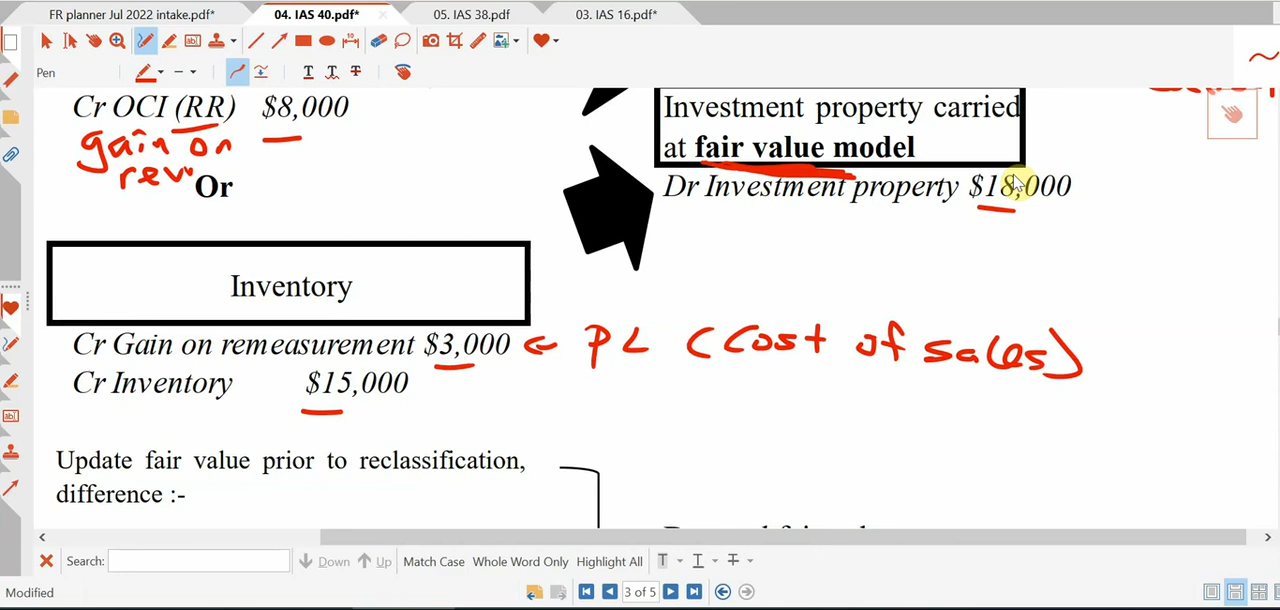 FR planner Jul 2022 intake.pdf*
04. IAS 40.pdf*
05. IAS 38.pdf
03. IAS 16.pdf*
Pen
Cr OCI (RR) $8,000
gain on
rev
Or
Investment property carried
at fair value model
Dr Investment property $18,000
Inventory
Cr Gain on remeasurement $3,000 ← PL (Cost of sales)
Cr Inventory $15,000
Update fair value prior to reclassification,
difference :-
Search: Down Up Match Case Whole Word Only Highlight All
Modified
3 of 5